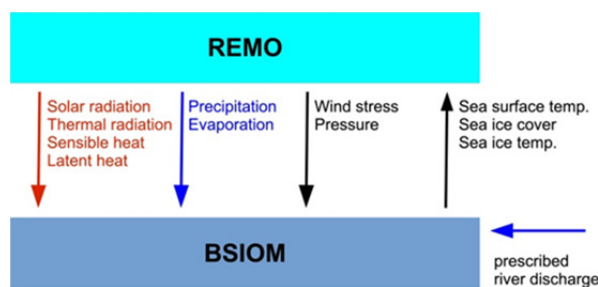 REMO
Solar radiation
Thermal radiation
Sensible heat
Latent heat
Precipitation
Evaporation
Wind stress
Pressure
Sea surface temp.
Sea ice cover
Sea ice temp.
BSIOM
prescribed
river discharge